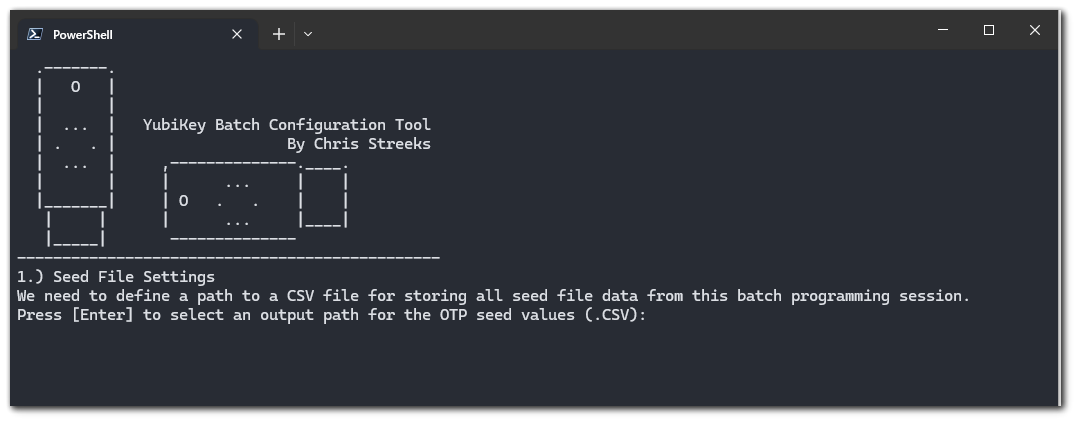 PowerShell
YubiKey Batch Configuration Tool
By Chris Streeks
1.) Seed File Settings
We need to define a path to a CSV file for storing all seed file data from this batch programming session.
Press [Enter] to select an output path for the OTP seed values (.CSV):